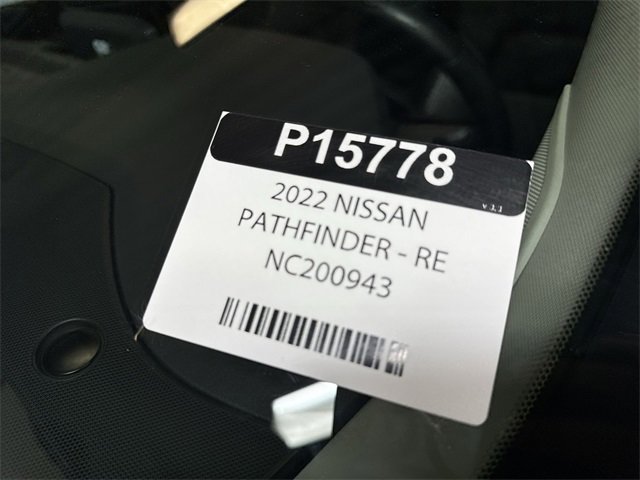 P15778
v 1.1
2022 NISSAN
PATHFINDER - RE
NC200943